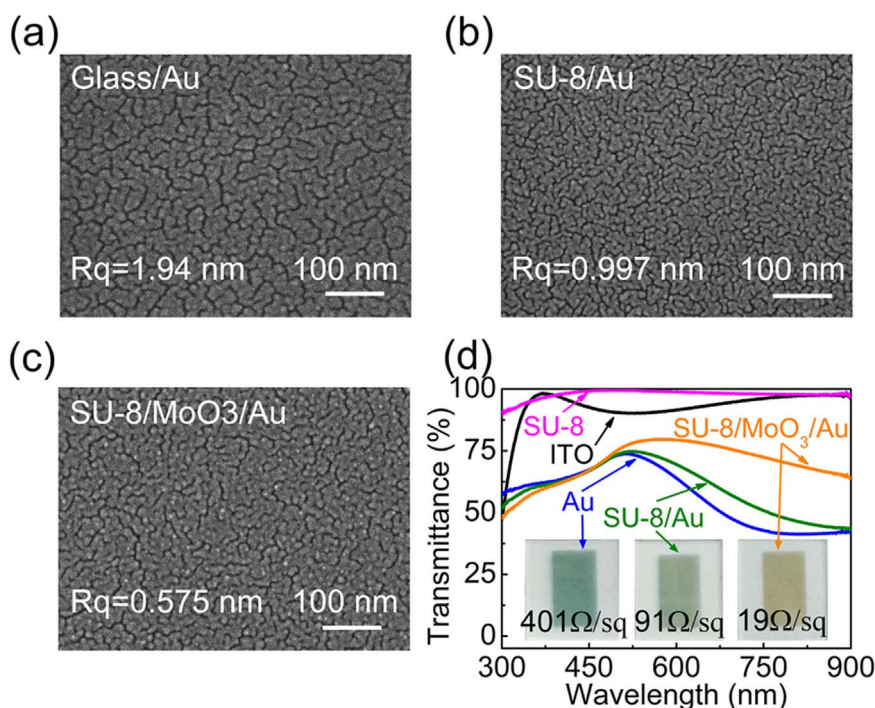 (a)
Glass/Au
Rq=1.94 nm
100 nm
(b)
SU-8/Au
Rq=0.997 nm
100 nm
(c)
SU-8/MoO3/Au
Rq=0.575 nm
100 nm
(d)
Transmittance (%)
100
75
50
25
0
SU-8
ITO
SU-8/MoO₃/Au
Au
SU-8/Au
401Ω/sq
91Ω/sq
19Ω/sq
300 450 600 750 900
Wavelength (nm)